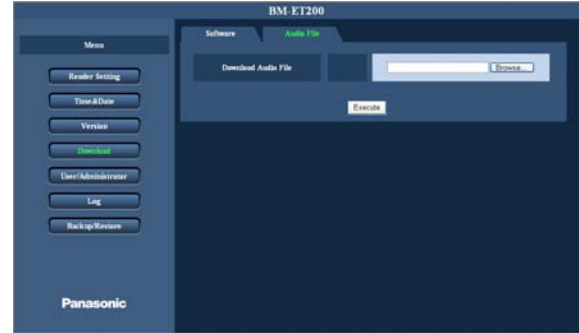 BM-ET200
Menu
Reader Setting
Time&Date
Version
Download
User/Administrator
Log
Backup/Restore
Panasonic
Software
Audio File
Download Audio File
Browse...
Execute